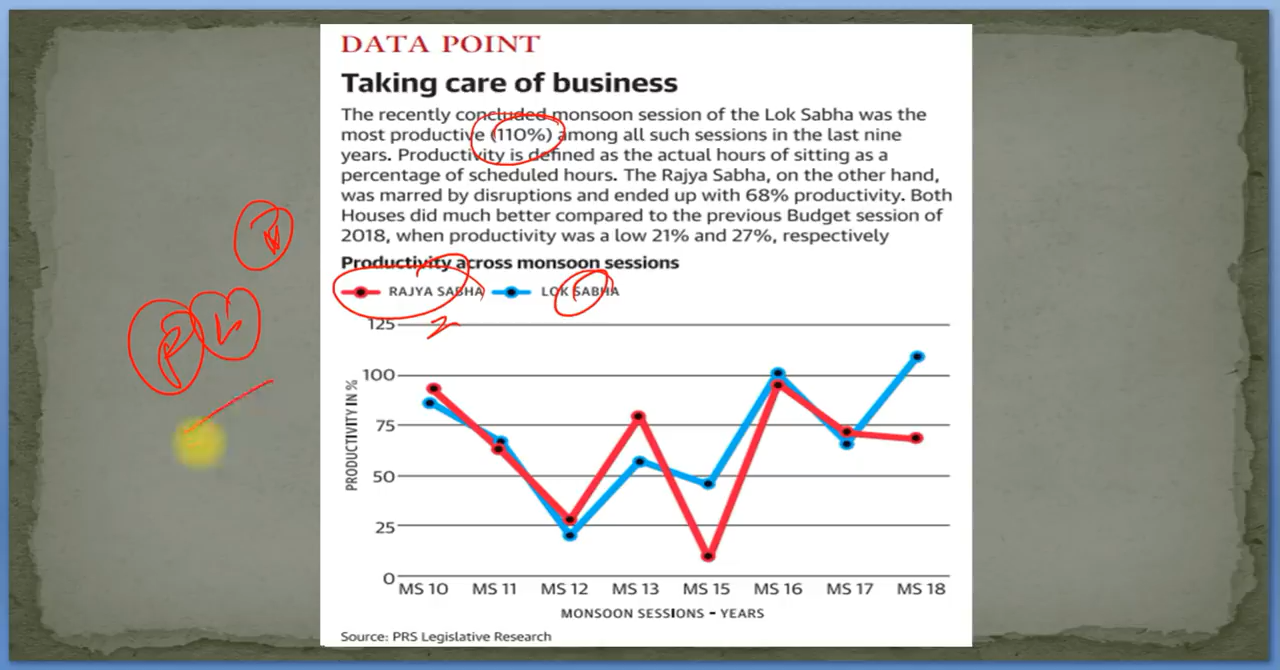 DATA POINT
Taking care of business
The recently concluded monsoon session of the Lok Sabha was the
most productive (110%) among all such sessions in the last nine
years. Productivity is defined as the actual hours of sitting as a
percentage of scheduled hours. The Rajya Sabha, on the other hand,
was marred by disruptions and ended up with 68% productivity. Both
Houses did much better compared to the previous Budget session of
2018, when productivity was a low 21% and 27%, respectively
Productivity across monsoon sessions
RAJYA SABHA LOK SABHA
125
100
75
50
25
0
PRODUCTIVITY IN %
MS 10 MS 11 MS 12 MS 13 MS 15 MS 16 MS 17 MS 18
MONSOON SESSIONS - YEARS
Source: PRS Legislative Research